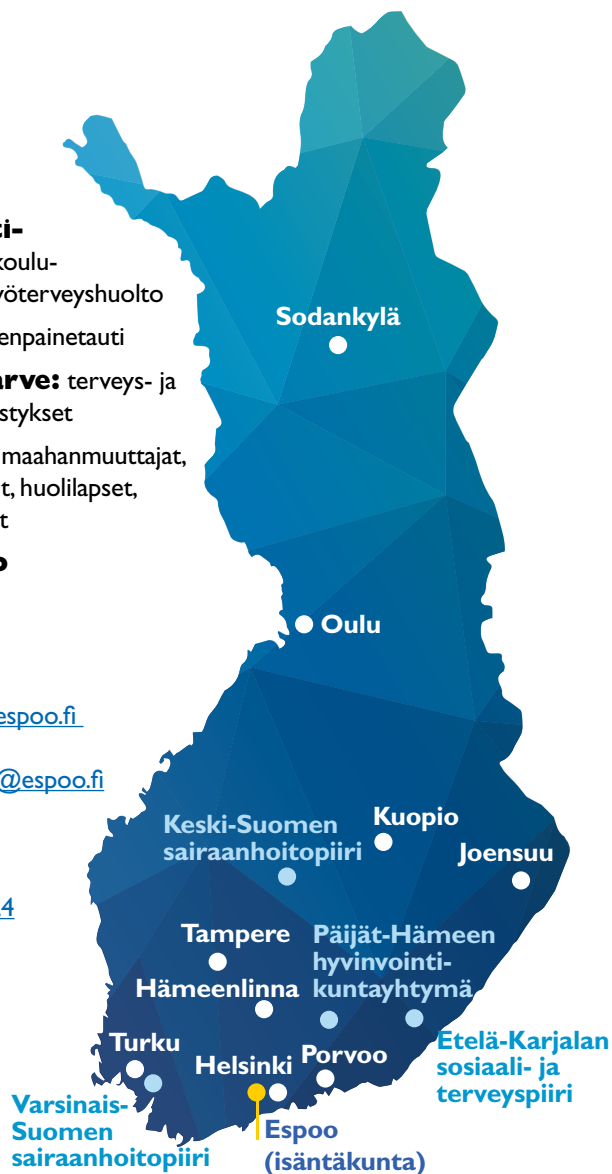 ti-
koulu-
yöterveyshuolto
enpainetauti
arve: terveys- ja
stykset
maahanmuuttajat,
t, huolilapset,
t
espoo.fi
@espoo.fi
4
Sodankylä
Oulu
Kuopio
Keski-Suomen
sairaanhoitopiiri
Joensuu
Tampere
Päijät-Hämeen
hyvinvointi-
kuntayhtymä
Hämeenlinna
Turku
Helsinki
Porvoo
Etelä-Karjalan
sosiaali- ja
terveyspiiri
Varsinais-
Suomen
sairaanhoitopiiri
Espoo
(isäntäkunta)